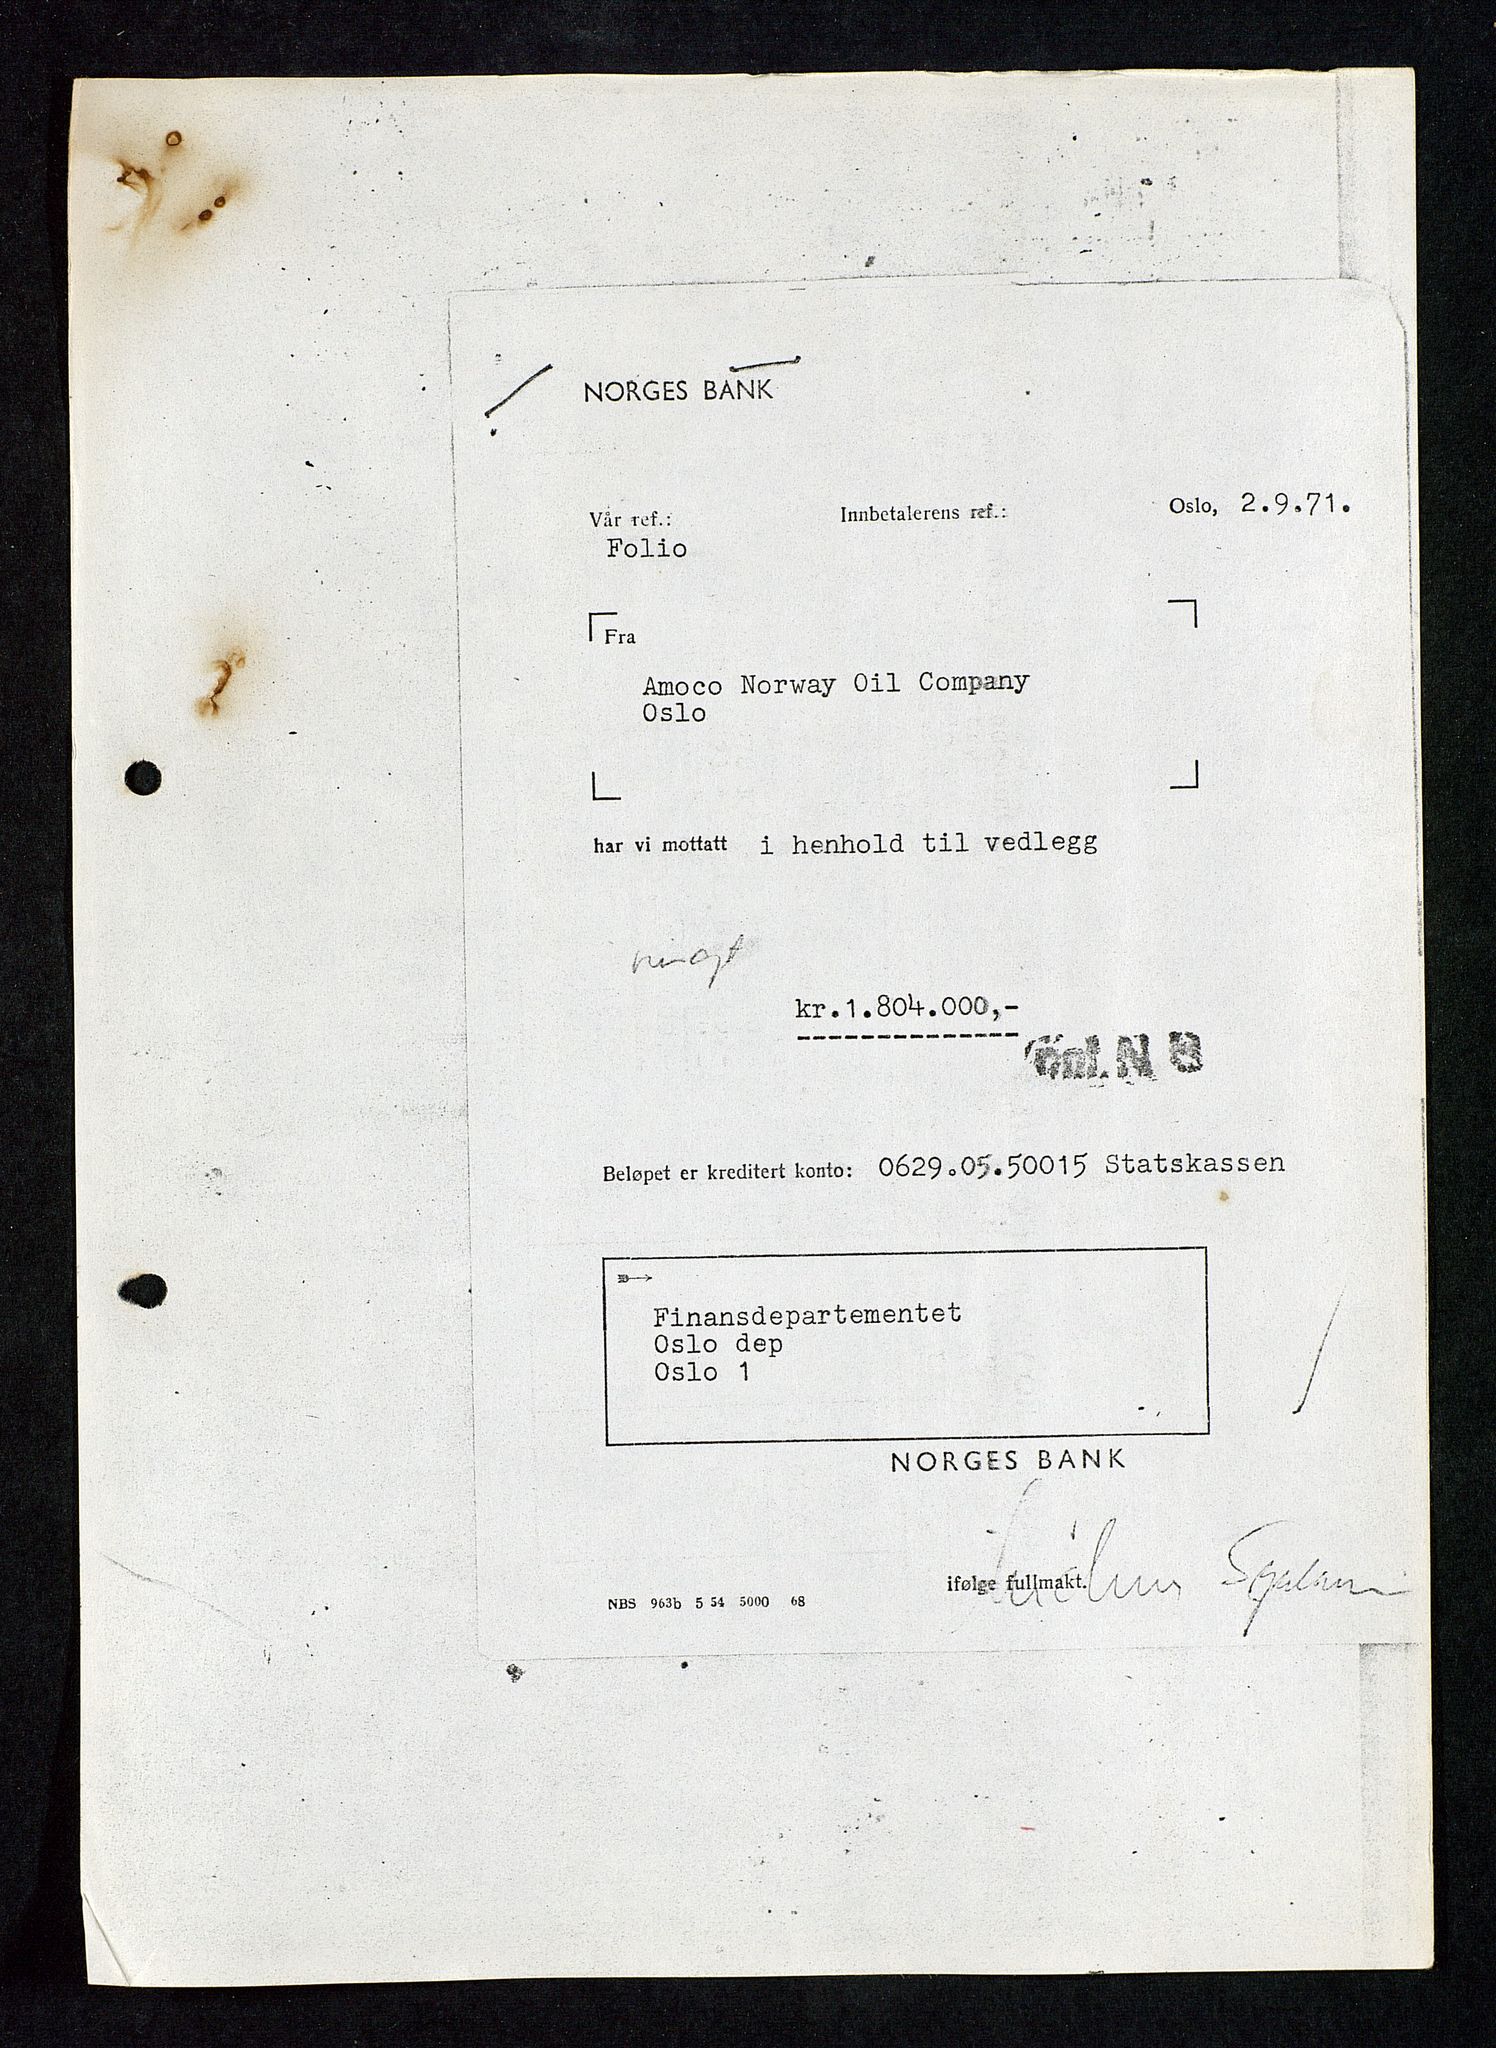 NORGES BANK
Vår ref.: Innbetalerens ref.: Oslo, 2.9.71.
Folio
Fra
Amoco Norway Oil Company
Oslo
har vi mottatt i henhold til vedlegg
kr.1.804.000,-
Beløpet er kreditert konto: 0629.05.50015 Statskassen
Finansdepartementet
Oslo dep
Oslo 1
NORGES BANK
ifølge fullmakt.
NBS 963b 5 54 5000 68